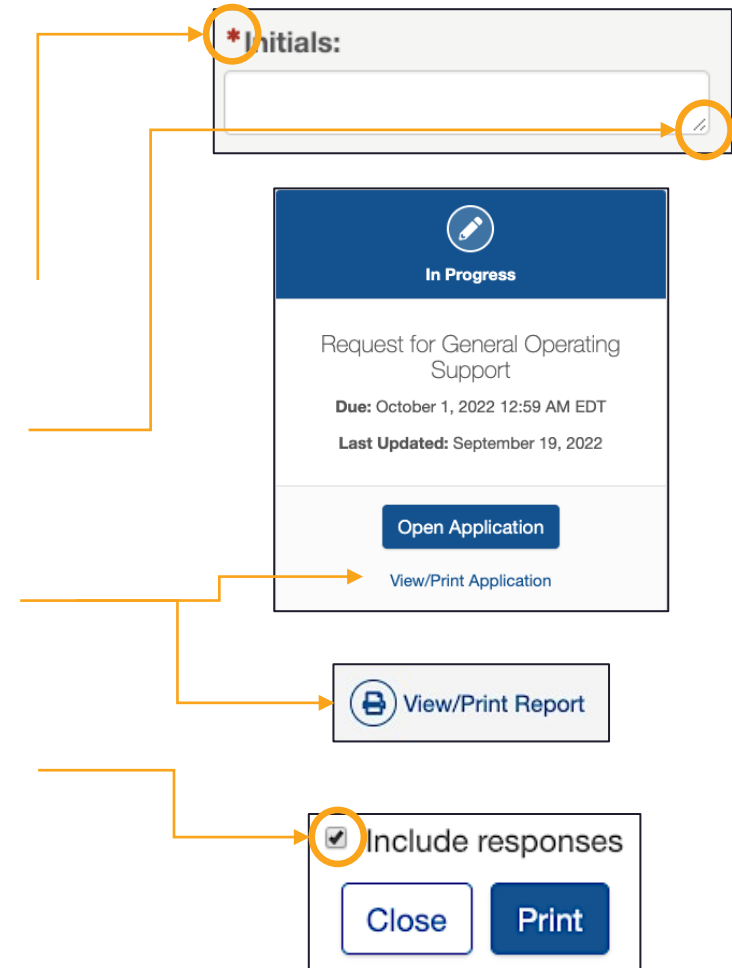 *Initials:
In Progress
Request for General Operating
Support
Due: October 1, 2022 12:59 AM EDT
Last Updated: September 19, 2022
Open Application
View/Print Application
View/Print Report
Include responses
Close Print